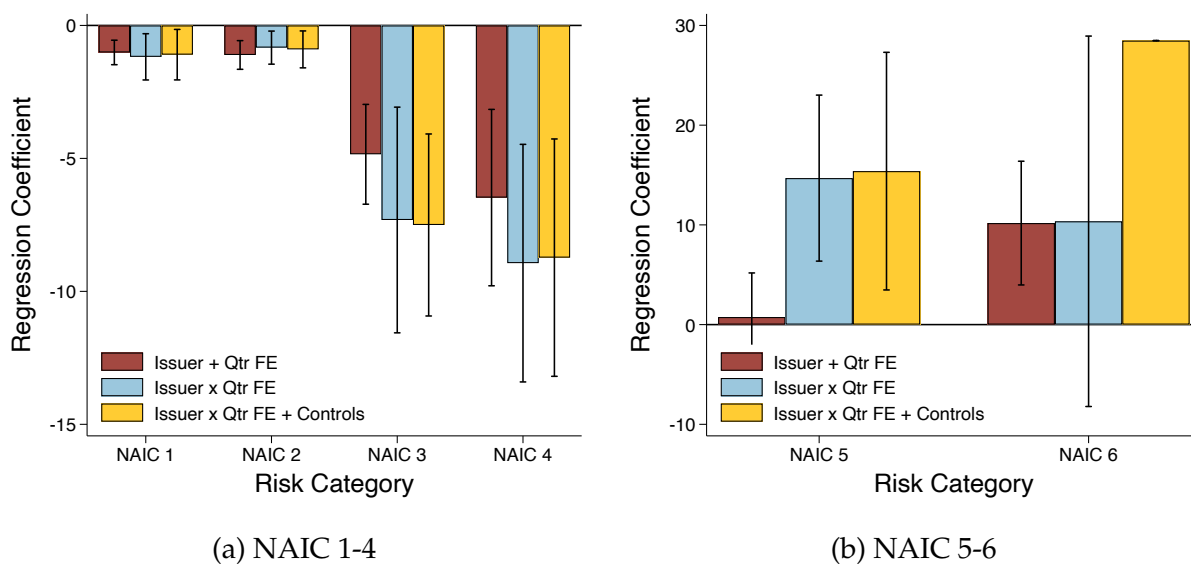 0
-5
-10
-15
Regression Coefficient
Issuer + Qtr FE
Issuer x Qtr FE
Issuer x Qtr FE + Controls
NAIC 1
NAIC 2
NAIC 3
NAIC 4
Risk Category
(a) NAIC 1-4
30
20
10
0
-10
Regression Coefficient
Issuer + Qtr FE
Issuer x Qtr FE
Issuer x Qtr FE + Controls
NAIC 5
NAIC 6
Risk Category
(b) NAIC 5-6